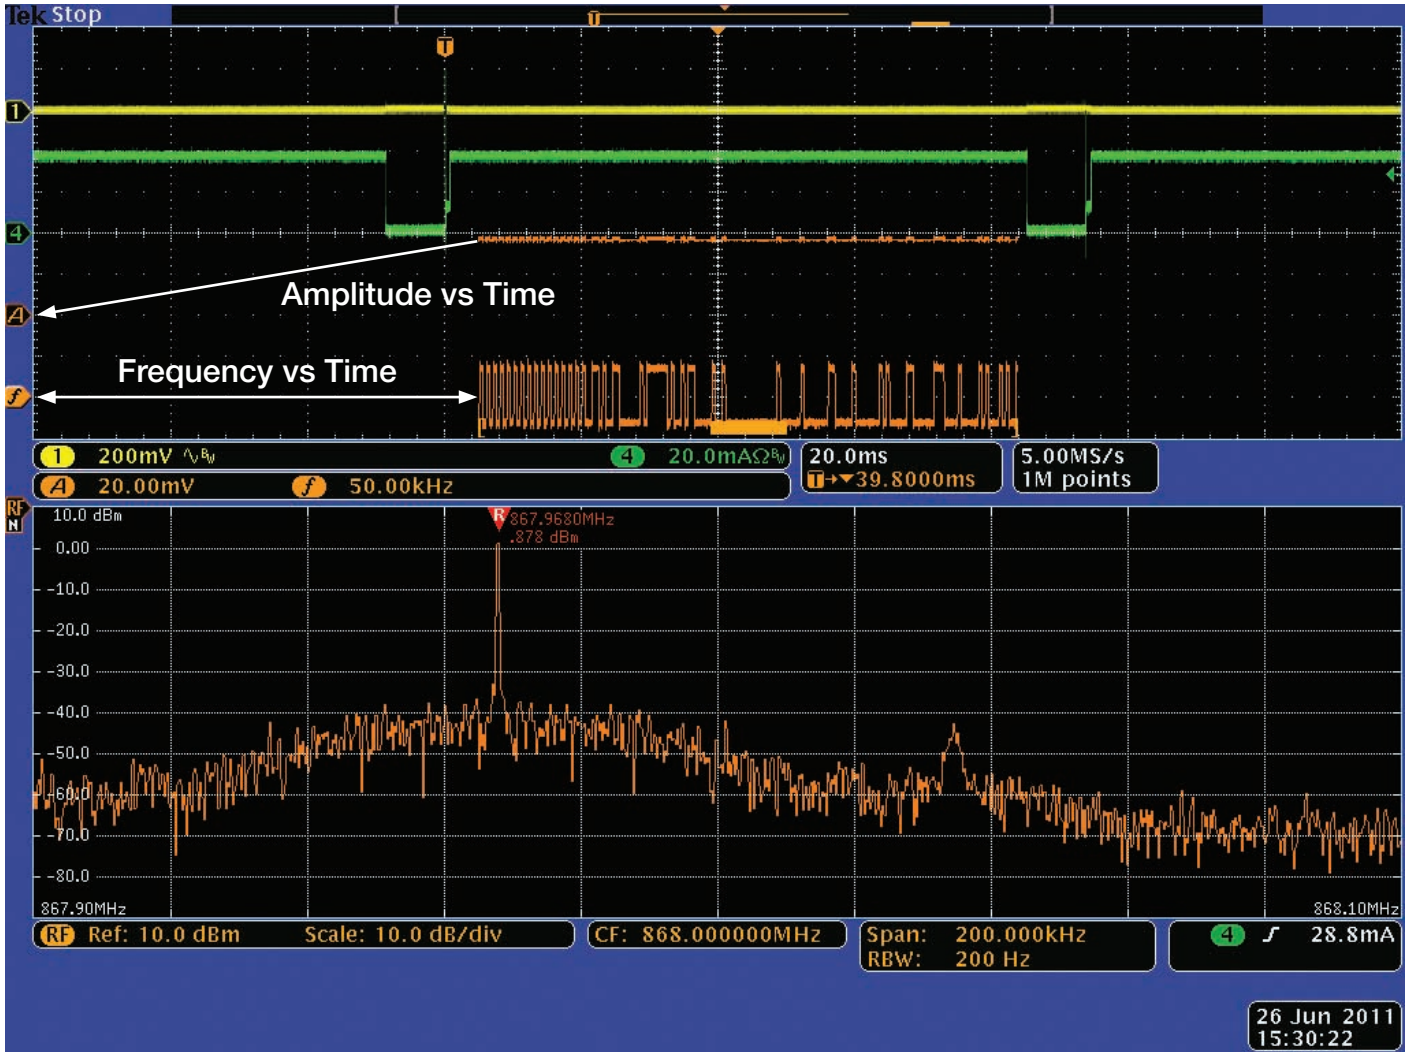 Tek Stop
T
T
1
4
Amplitude vs Time
A
Frequency vs Time
f
1 200mV ∿BW 4 20.0mAΩBW
A 20.00mV f 50.00kHz
20.0ms
T→▼39.8000ms
5.00MS/s
1M points
RF
N
10.0 dBm
R 867.9680MHz
.878 dBm
0.00
-10.0
-20.0
-30.0
-40.0
-50.0
-60.0
-70.0
-80.0
867.90MHz 868.10MHz
RF Ref: 10.0 dBm Scale: 10.0 dB/div
CF: 868.000000MHz
Span: 200.000kHz
RBW: 200 Hz
4 ʃ 28.8mA
26 Jun 2011
15:30:22